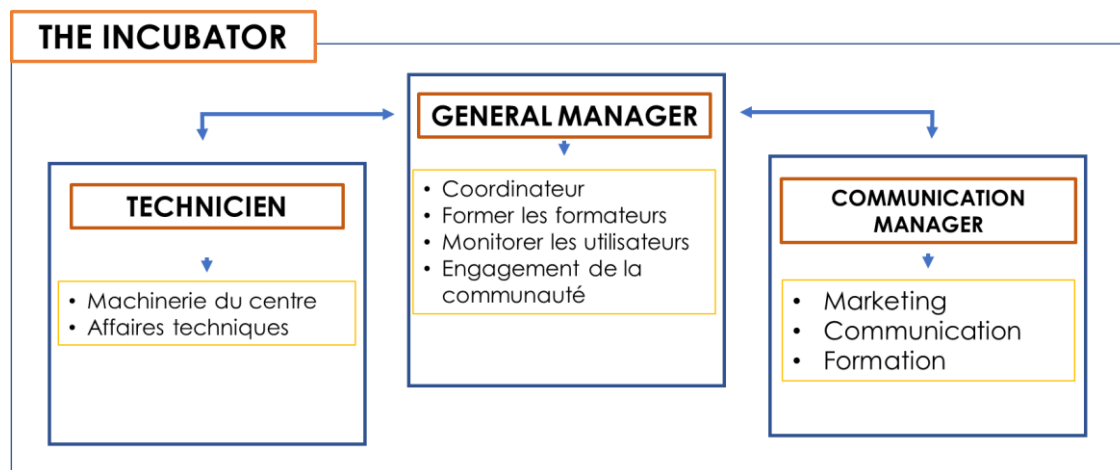 THE INCUBATOR
GENERAL MANAGER
• Coordinateur
• Former les formateurs
• Monitorer les utilisateurs
• Engagement de la
communauté
TECHNICIEN
• Machinerie du centre
• Affaires techniques
COMMUNICATION
MANAGER
• Marketing
• Communication
• Formation